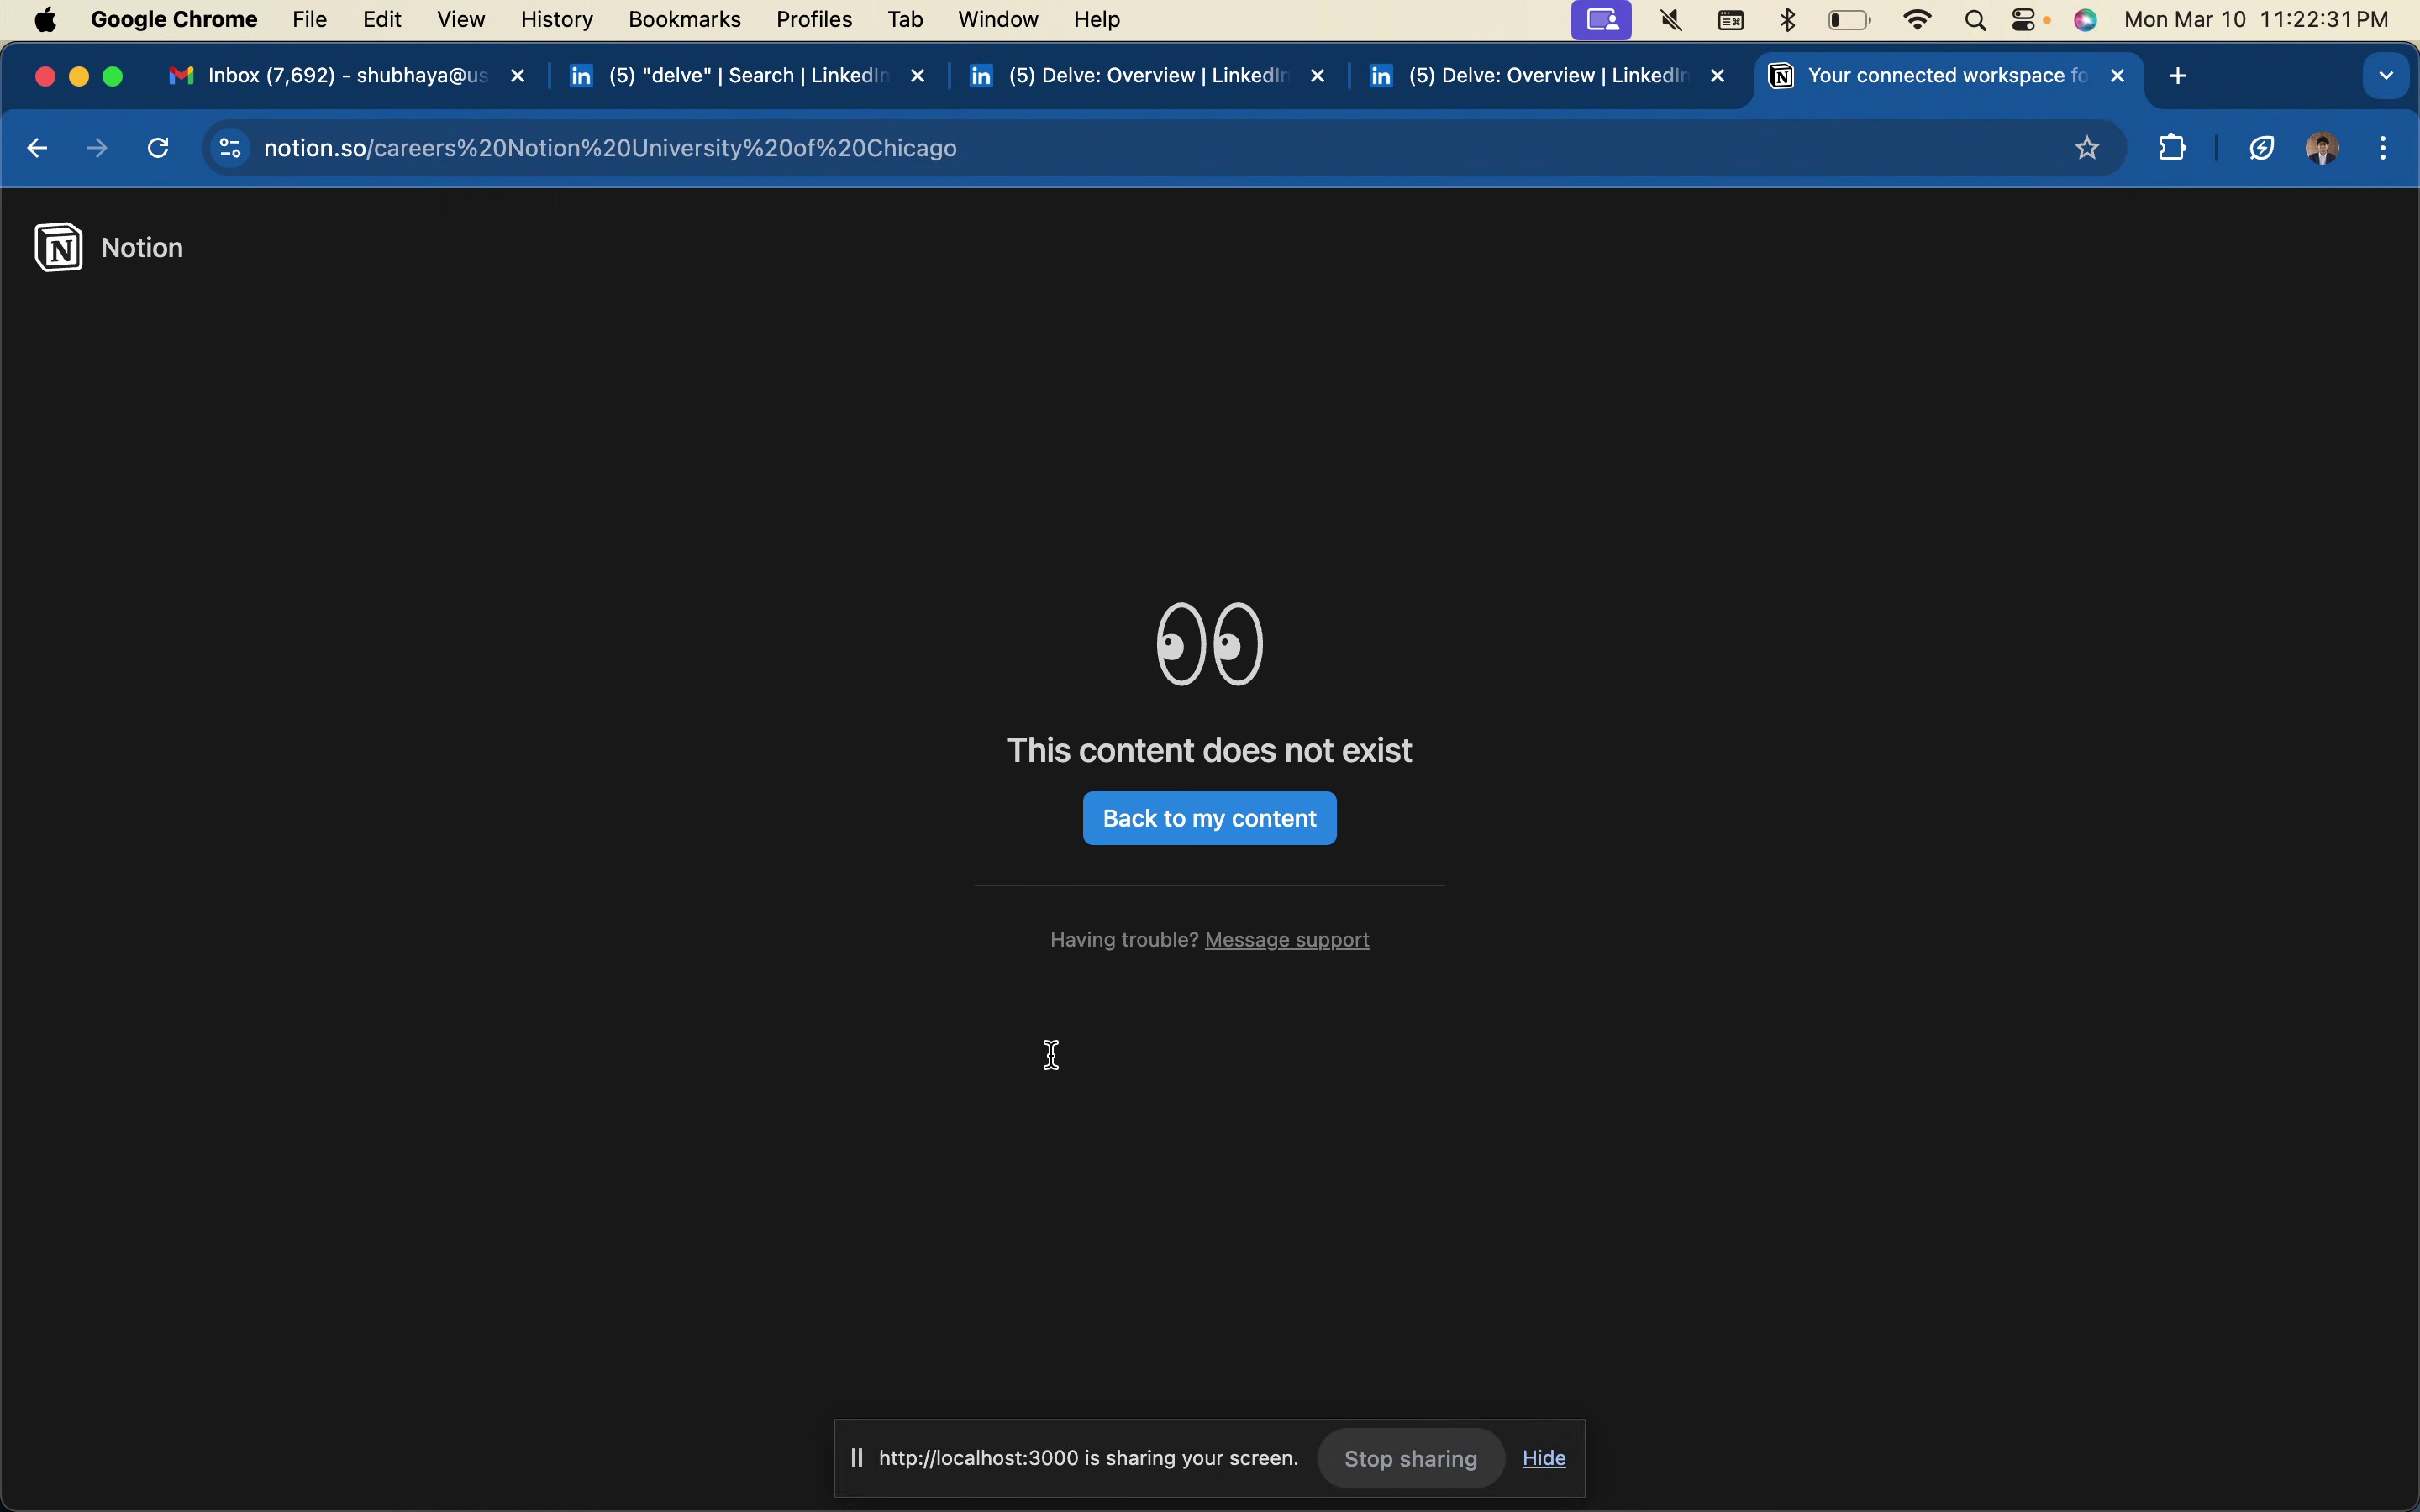 Google Chrome File Edit View History Bookmarks Profiles Tab Window Help Mon Mar 10 11:22:31 PM
Inbox (7,692) - shubhaya@us (5) "delve" | Search | LinkedIn (5) Delve: Overview | LinkedIn (5) Delve: Overview | LinkedIn Your connected workspace fo
notion.so/careers%20Notion%20University%20of%20Chicago
Notion
This content does not exist
Back to my content
Having trouble? Message support
http://localhost:3000 is sharing your screen. Stop sharing Hide